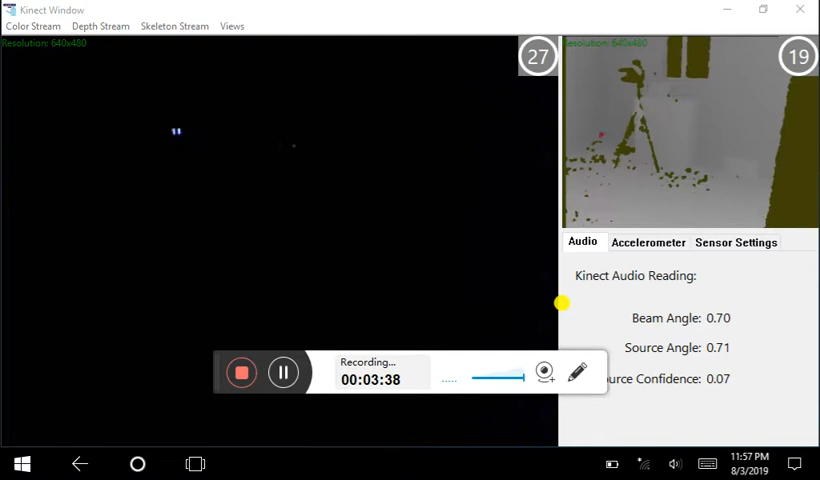 Kinect Window
Color Stream Depth Stream Skeleton Stream Views
Resolution: 640x480
27
Resolution: 640x480
19
Audio Accelerometer Sensor Settings
Kinect Audio Reading:
Beam Angle: 0.70
Source Angle: 0.71
Confidence: 0.07
Recording...
00:03:38
11:57 PM
8/3/2019